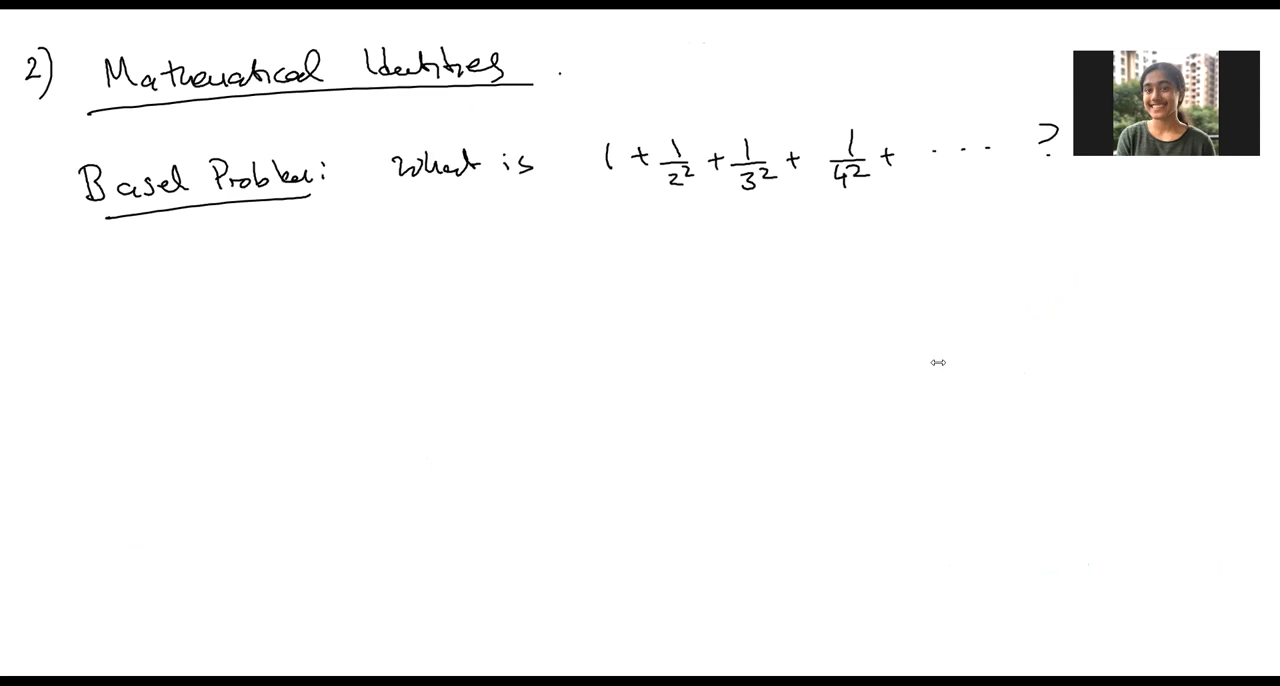 2) Mathematical Identities
Basel Problem: What is 1 + 1/2² + 1/3² + 1/4² + ... ?